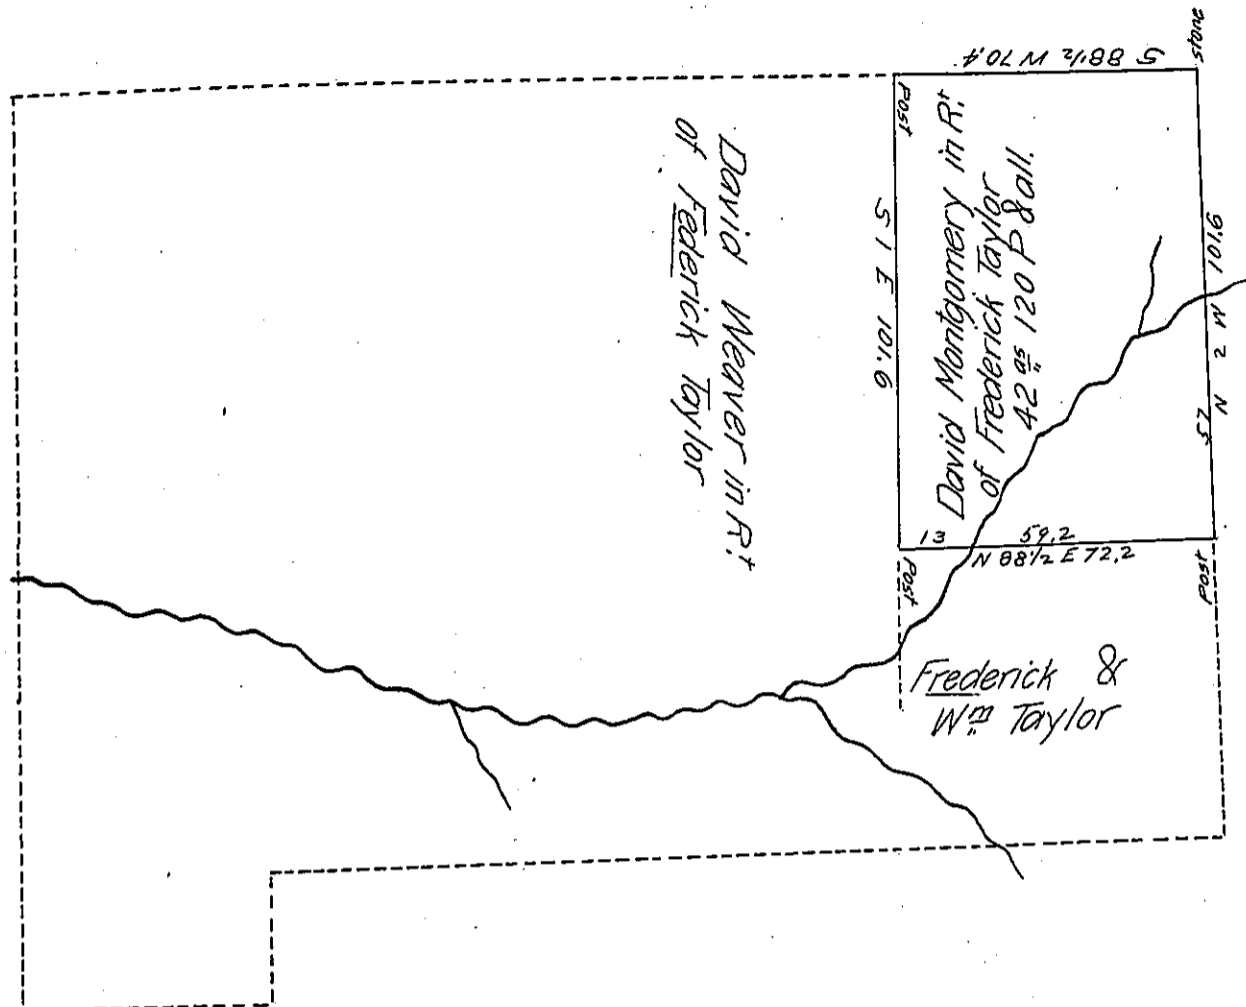 stone
S 88½ W 70.4
Post
David Montgomery in R.t
of Frederick Taylor
42 as 120 P & all.
S 1 E 101.6
N 2 W 101.6
57
David Weaver in R.t
of Federick Taylor
13
59.2
N 88½ E 72.2
Post
Post
Frederick &
Wm Taylor